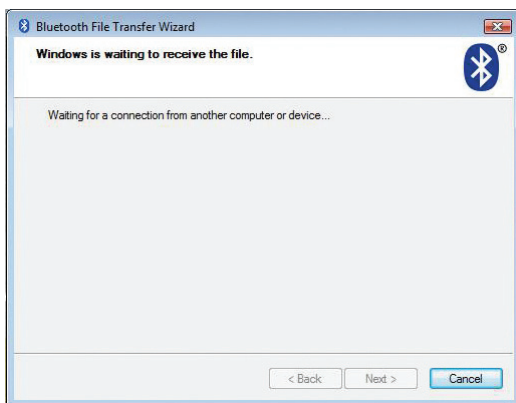 Bluetooth File Transfer Wizard
Windows is waiting to receive the file.
®
Waiting for a connection from another computer or device...
< Back Next > Cancel